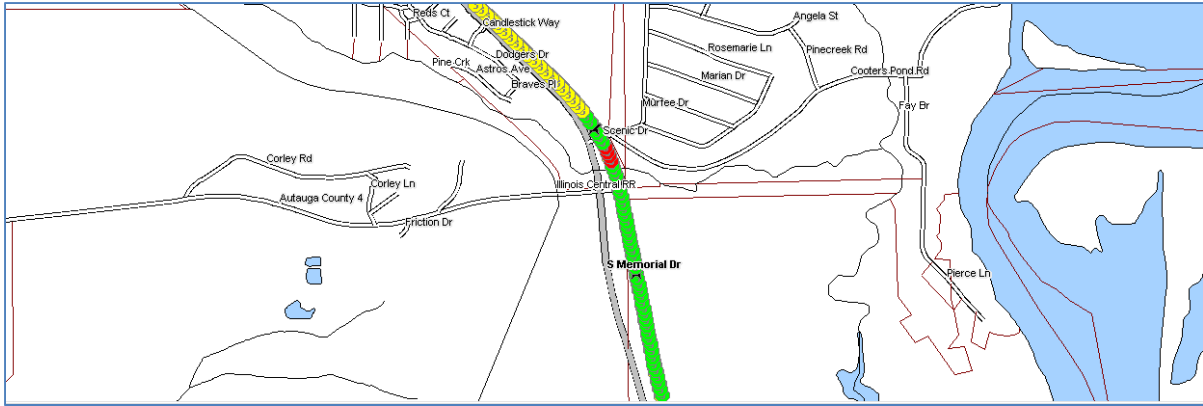 Reds Ct
Candlestick Way
Angela St
Dodgers Dr
Rosemarie Ln
Pinecreek Rd
Pine Crk
Astros Ave
Marian Dr
Cooters Pond Rd
Braves Pl
Murfee Dr
Fay Br
Scenic Dr
Corley Rd
Corley Ln
Illinois Central RR
Autauga County 4
Friction Dr
S Memorial Dr
Pierce Ln